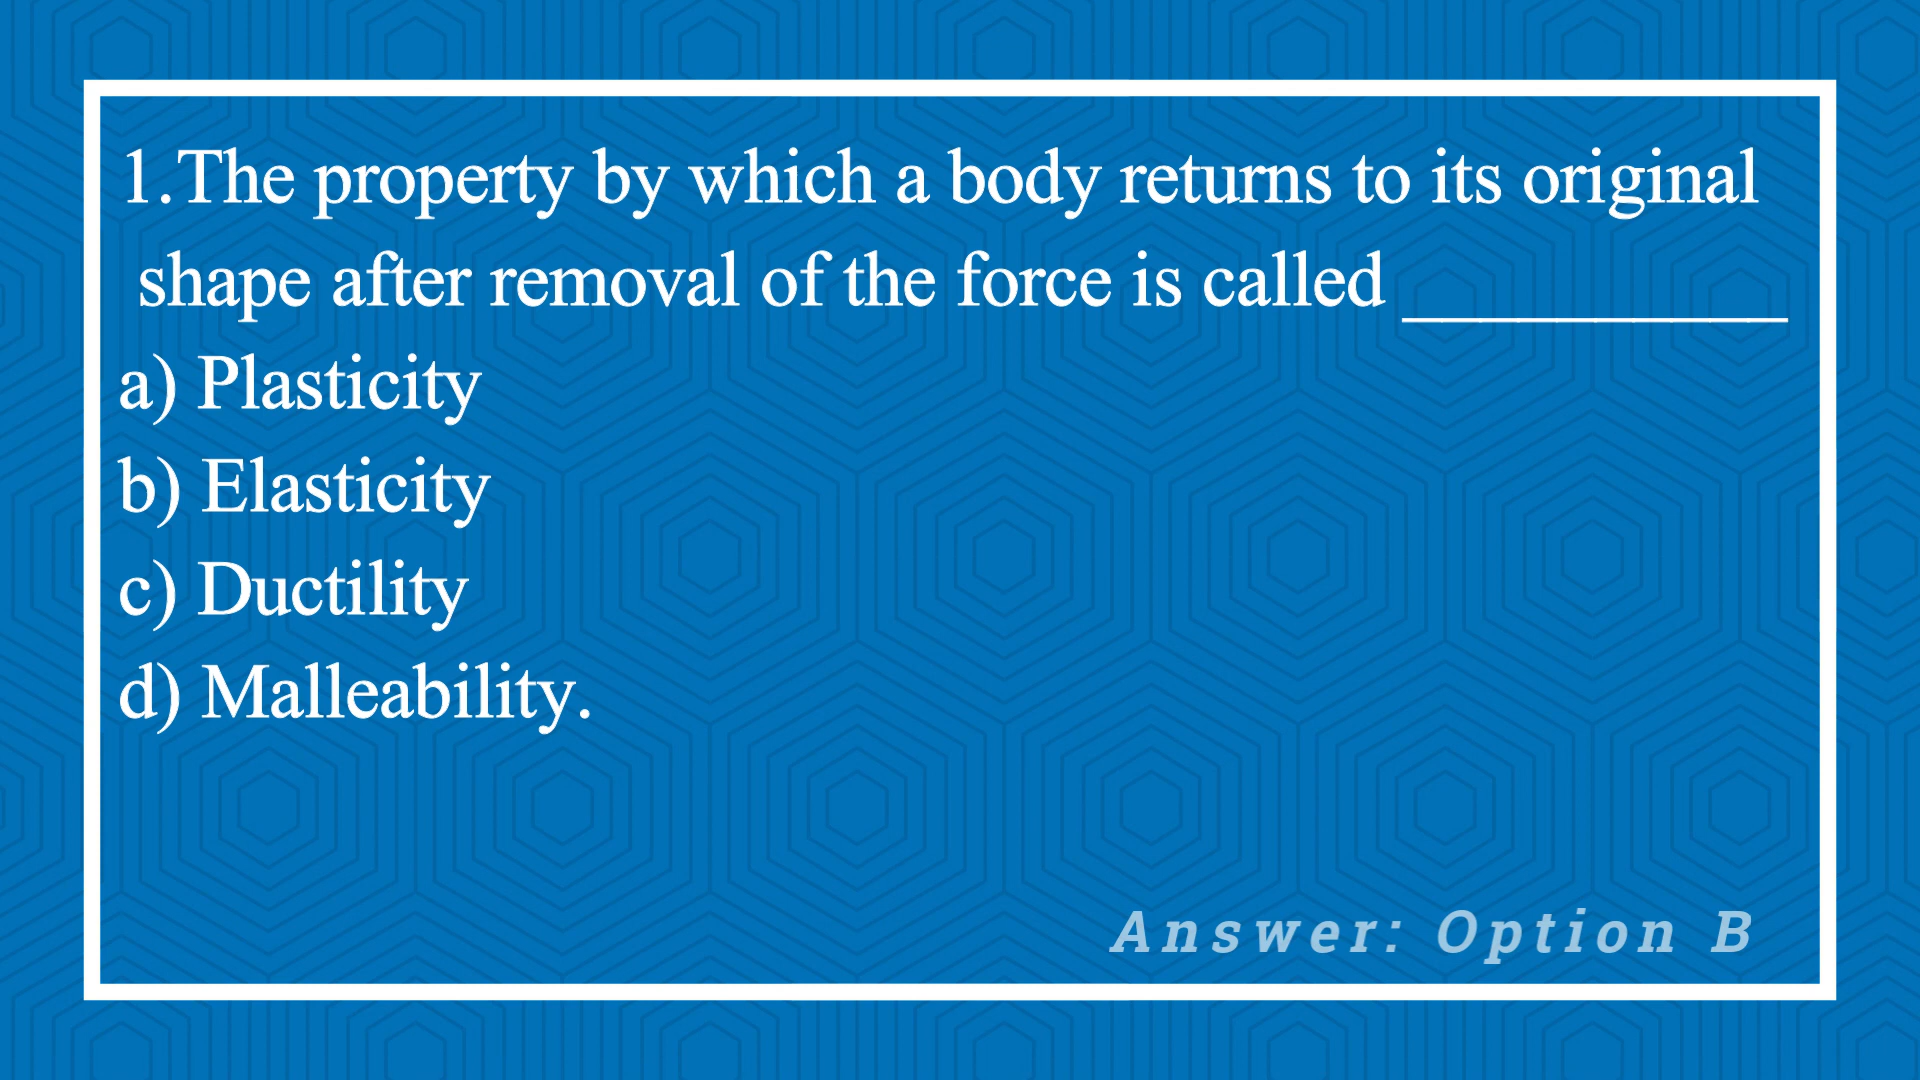 1.The property by which a body returns to its original
shape after removal of the force is called __________
a) Plasticity
b) Elasticity
c) Ductility
d) Malleability.
Answer: Option B